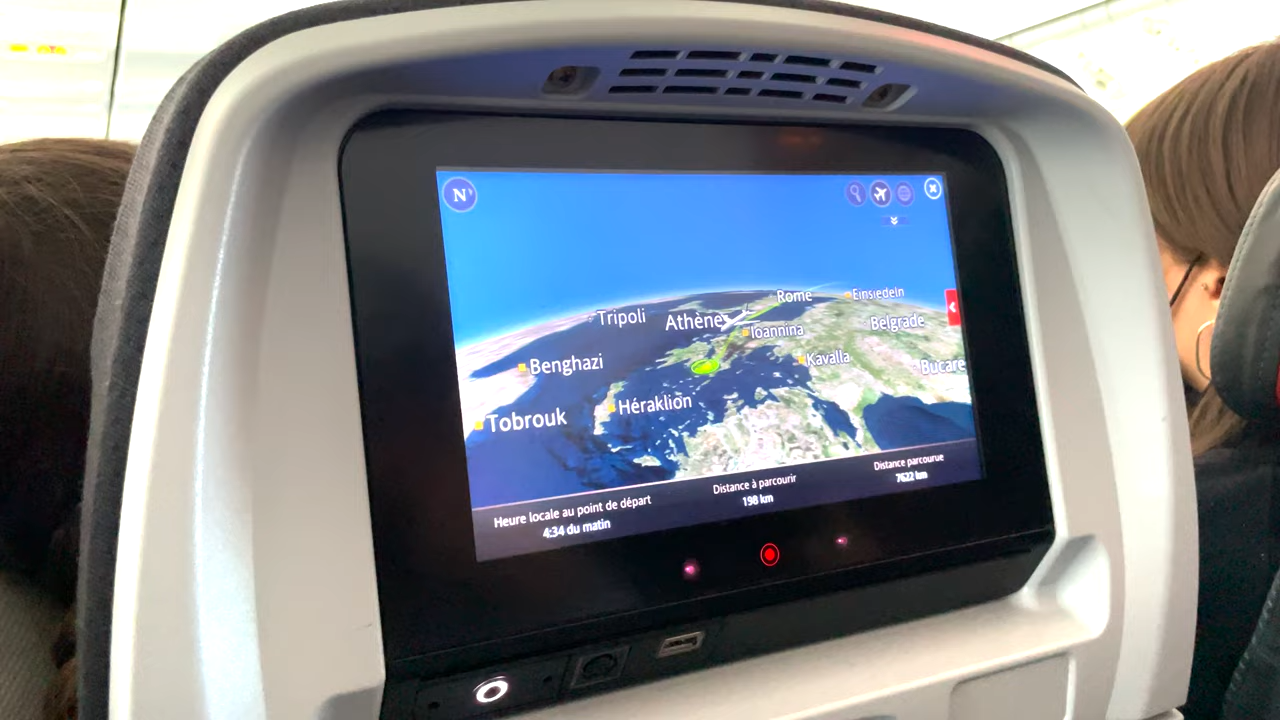 N
Rome
Einsiedeln
Tripoli
Athènes
Ioannina
Belgrade
Benghazi
Kavalla
Bucare
Héraklion
Tobrouk
Heure locale au point de départ
4:34 du matin
Distance à parcourir
198 km
Distance parcourue
7622 km